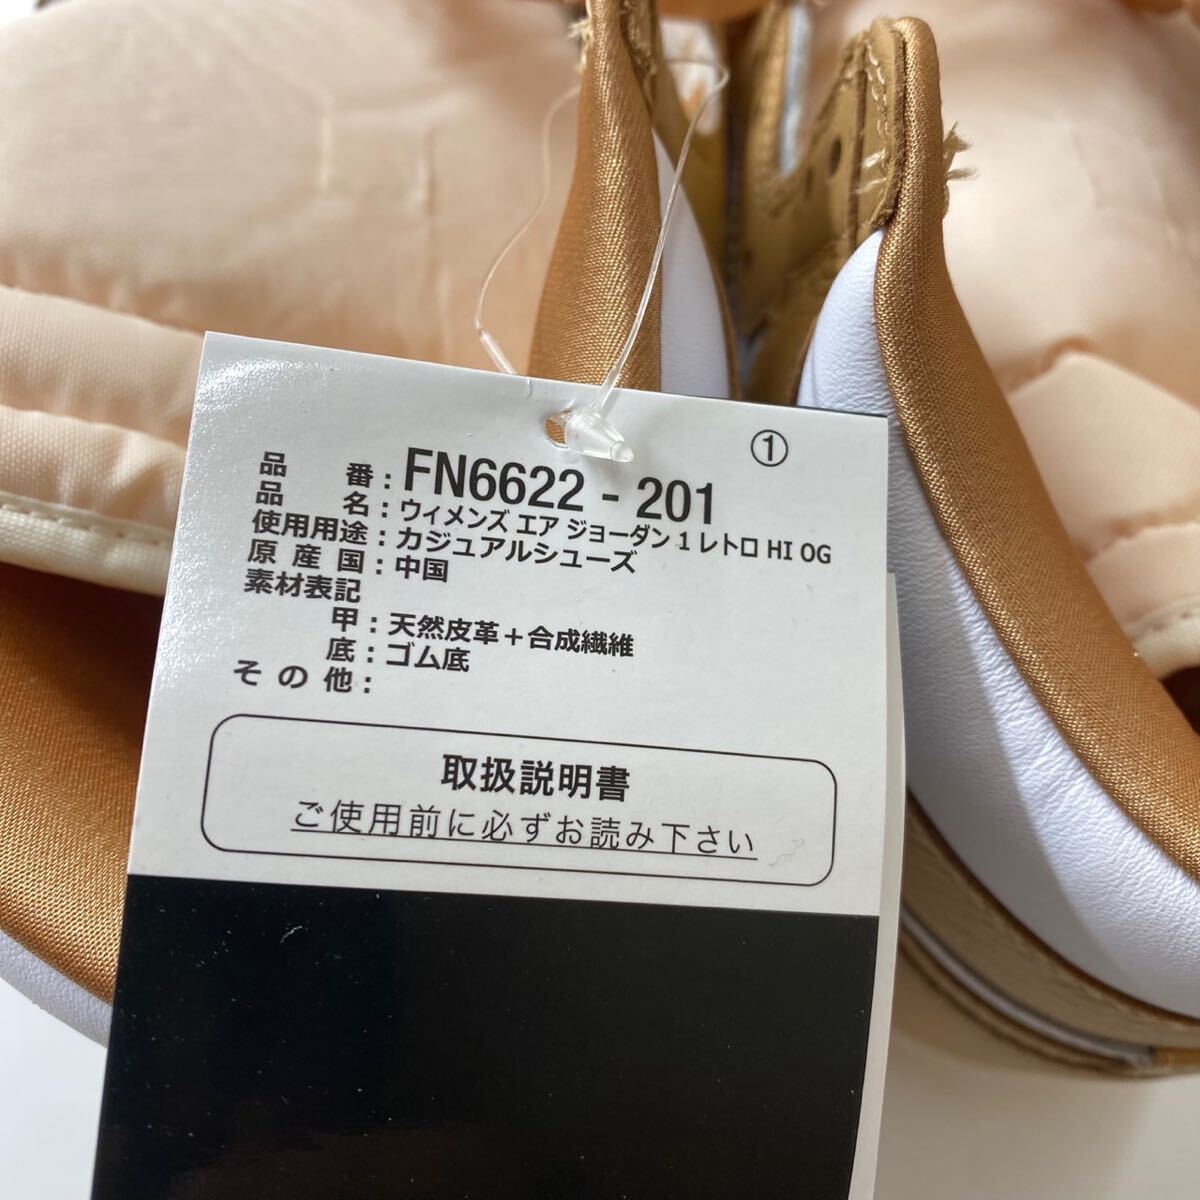 ①
品番：FN6622 - 201
品名：ウィメンズ エア ジョーダン 1 レトロ HI OG
使用用途：カジュアルシューズ
原産国：中国
素材表記
甲：天然皮革＋合成繊維
底：ゴム底
その他：
取扱説明書
ご使用前に必ずお読み下さい